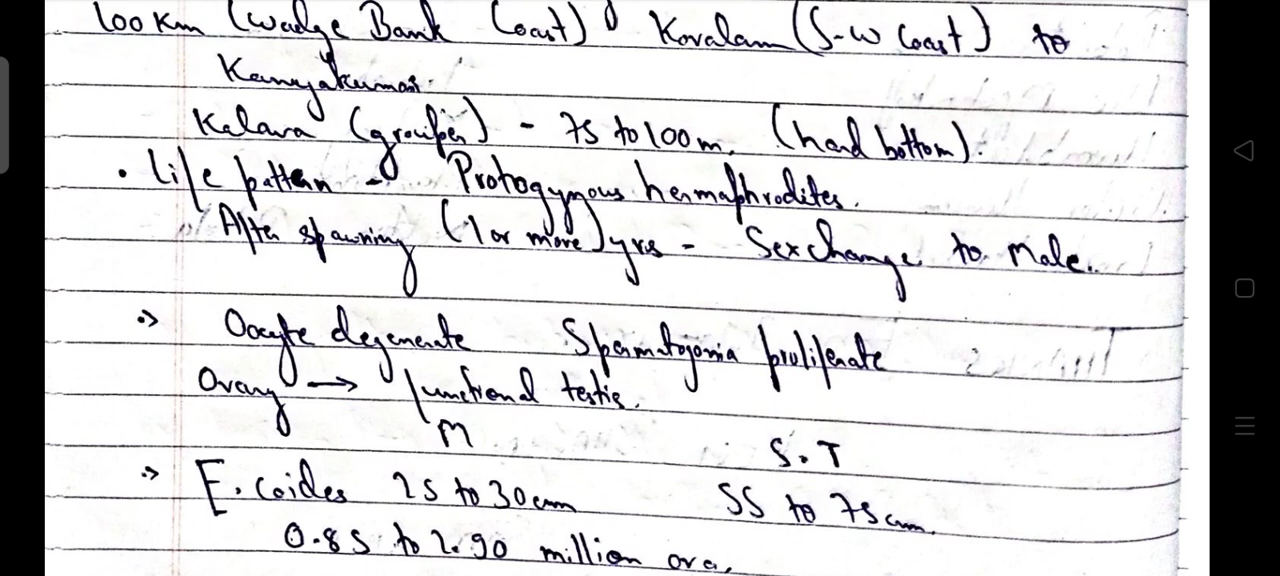 100 Km (Wadge Bank Coast) Kovalam (S-W Coast) to
Kanyakumari.
Kalava (grouper) - 75 to 100 m. (hard bottom).
• Life pattern - Protogynous hermaphrodites.
After spawning (1 or more) yrs - Sex change to Male.
∴> Oocyte degenerate Spermatogonia proliferate
Ovary → functional testis.
M S.T
∴> E. coides 25 to 30 cm 55 to 75 cm.
0.85 to 2.90 million ova.